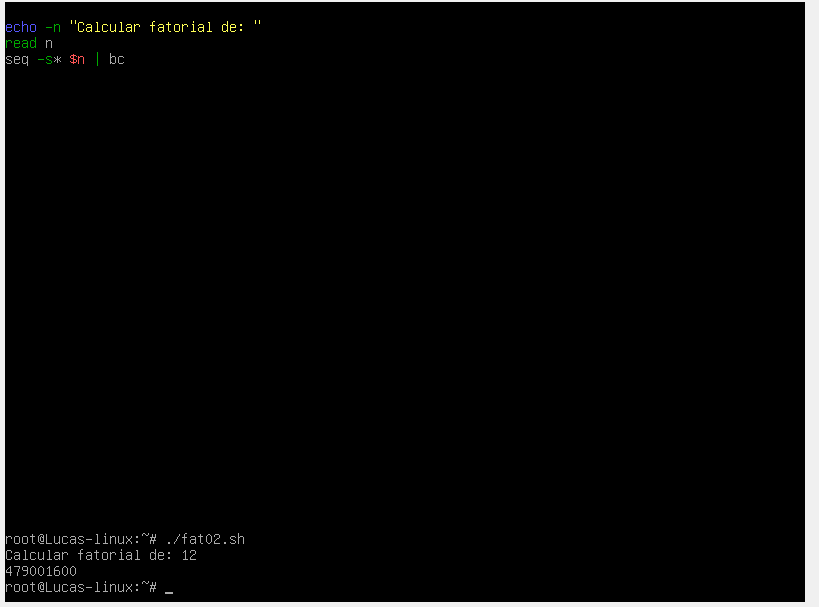 echo -n "Calcular fatorial de: "
read n
seq -s* $n | bc
root@Lucas-linux:~# ./fat02.sh
Calcular fatorial de: 12
479001600
root@Lucas-linux:~# _